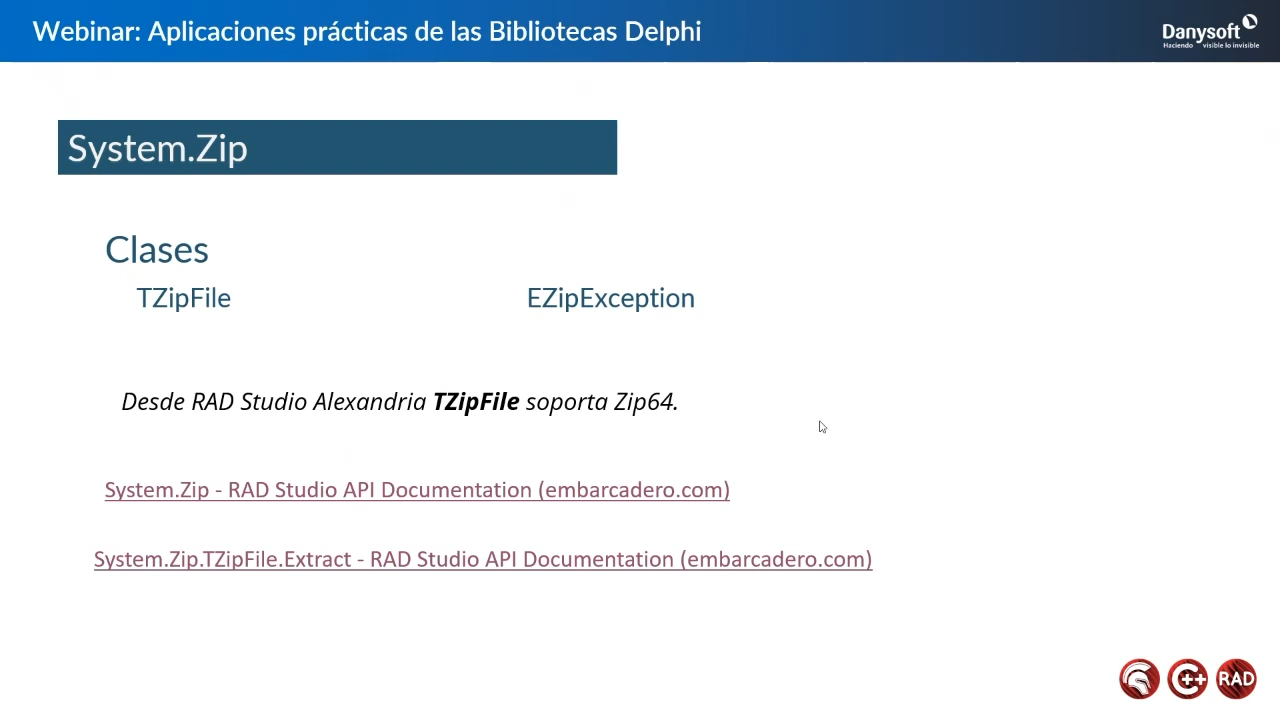 Webinar: Aplicaciones prácticas de las Bibliotecas Delphi
Danysoft
Haciendo visible lo invisible
System.Zip
Clases
TZipFile EZipException
Desde RAD Studio Alexandria TZipFile soporta Zip64.
System.Zip - RAD Studio API Documentation (embarcadero.com)
System.Zip.TZipFile.Extract - RAD Studio API Documentation (embarcadero.com)
C++ RAD